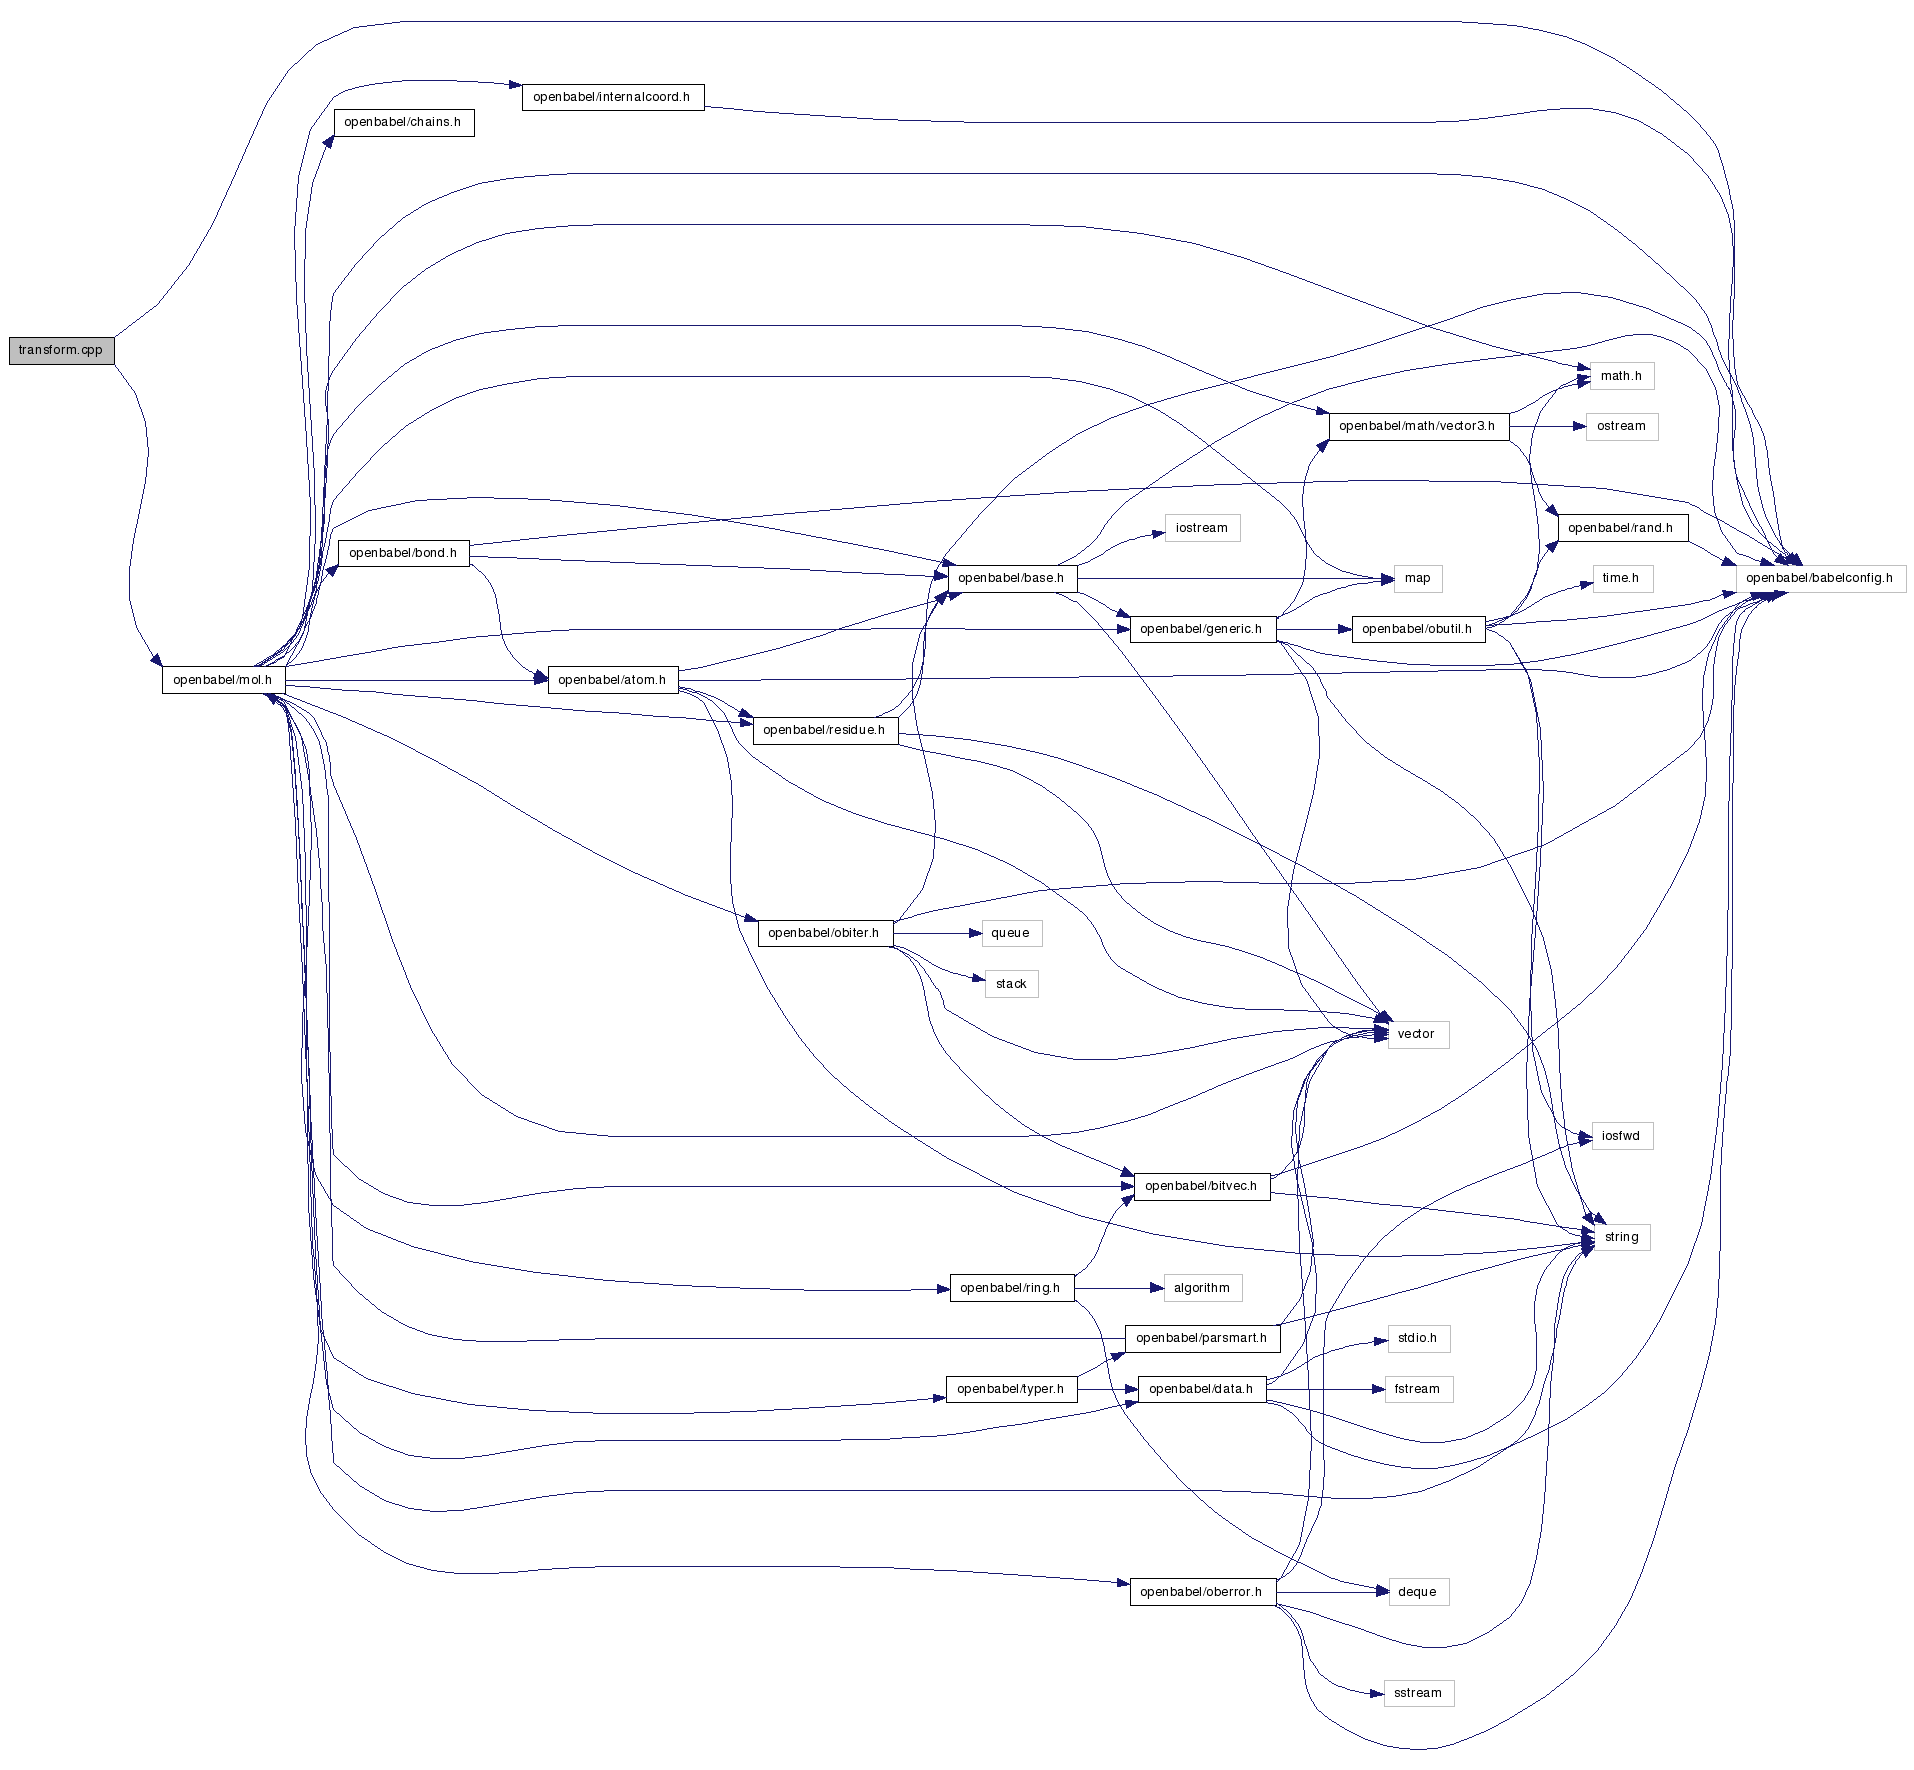 openbabel/internalcoord.h
openbabel/chains.h
transform.cpp
math.h
openbabel/math/vector3.h
ostream
iostream
openbabel/rand.h
openbabel/bond.h
openbabel/base.h
map
time.h
openbabel/babelconfig.h
openbabel/generic.h
openbabel/obutil.h
openbabel/mol.h
openbabel/atom.h
openbabel/residue.h
openbabel/obiter.h
queue
stack
vector
iosfwd
openbabel/bitvec.h
string
openbabel/ring.h
algorithm
openbabel/parsmart.h
stdio.h
openbabel/typer.h
openbabel/data.h
fstream
openbabel/oberror.h
deque
sstream